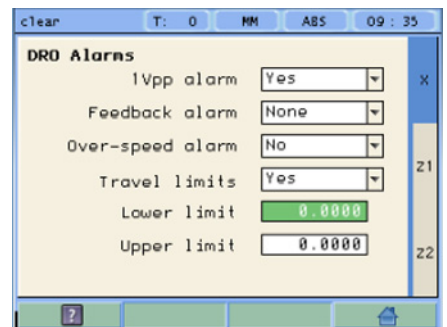 clear T: 0 MM ABS 09 : 35
DRO Alarms
1Vpp alarm Yes
Feedback alarm None
Over-speed alarm No
Travel limits Yes
Lower limit 0.0000
Upper limit 0.0000
X
Z1
Z2
?